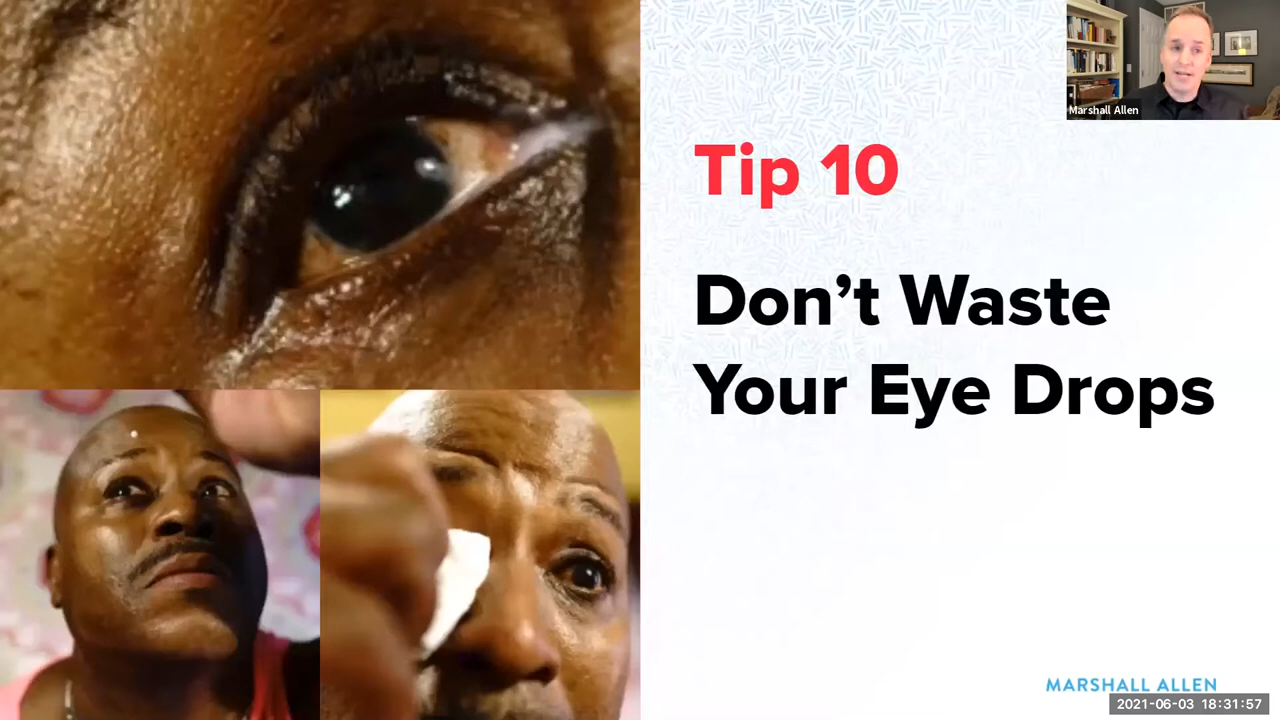 Marshall Allen
Tip 10
Don’t Waste
Your Eye Drops
MARSHALL ALLEN
2021-06-03 18:31:57